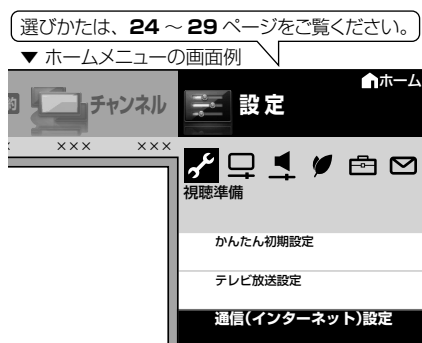 選びかたは、24 ～ 29 ページをご覧ください。
▼ ホームメニューの画面例
ホーム
チャンネル
設定
××× ×××
視聴準備
かんたん初期設定
テレビ放送設定
通信(インターネット)設定